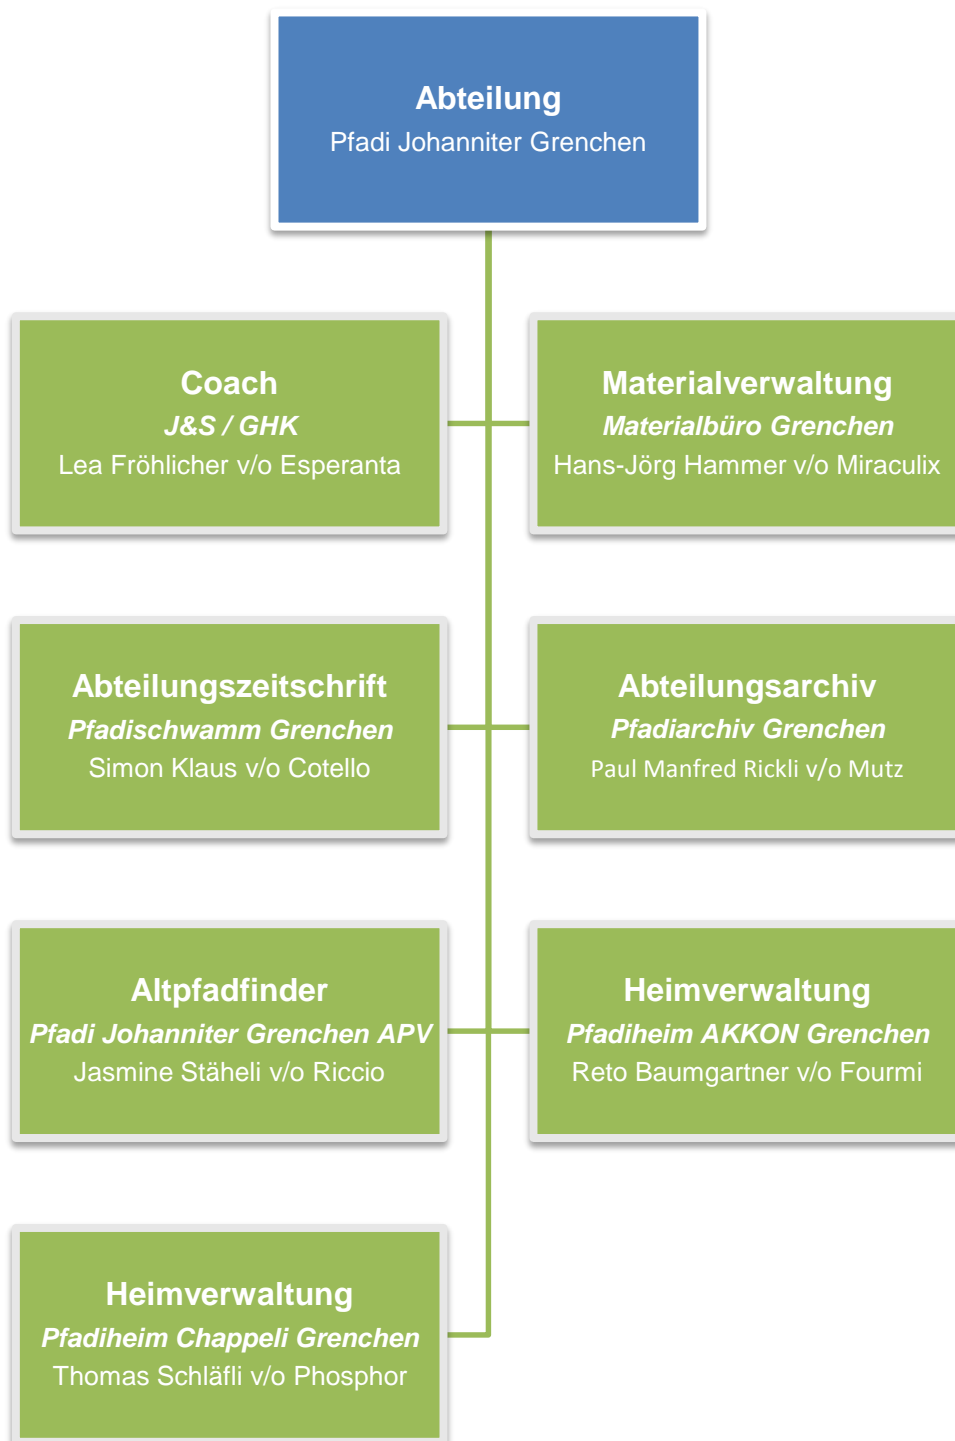 Abteilung
Pfadi Johanniter Grenchen
Coach
J&S / GHK
Lea Fröhlicher v/o Esperanta
Materialverwaltung
Materialbüro Grenchen
Hans-Jörg Hammer v/o Miraculix
Abteilungszeitschrift
Pfadischwamm Grenchen
Simon Klaus v/o Cotello
Abteilungsarchiv
Pfadiarchiv Grenchen
Paul Manfred Rickli v/o Mutz
Altpfadfinder
Pfadi Johanniter Grenchen APV
Jasmine Stäheli v/o Riccio
Heimverwaltung
Pfadiheim AKKON Grenchen
Reto Baumgartner v/o Fourmi
Heimverwaltung
Pfadiheim Chappeli Grenchen
Thomas Schläfli v/o Phosphor